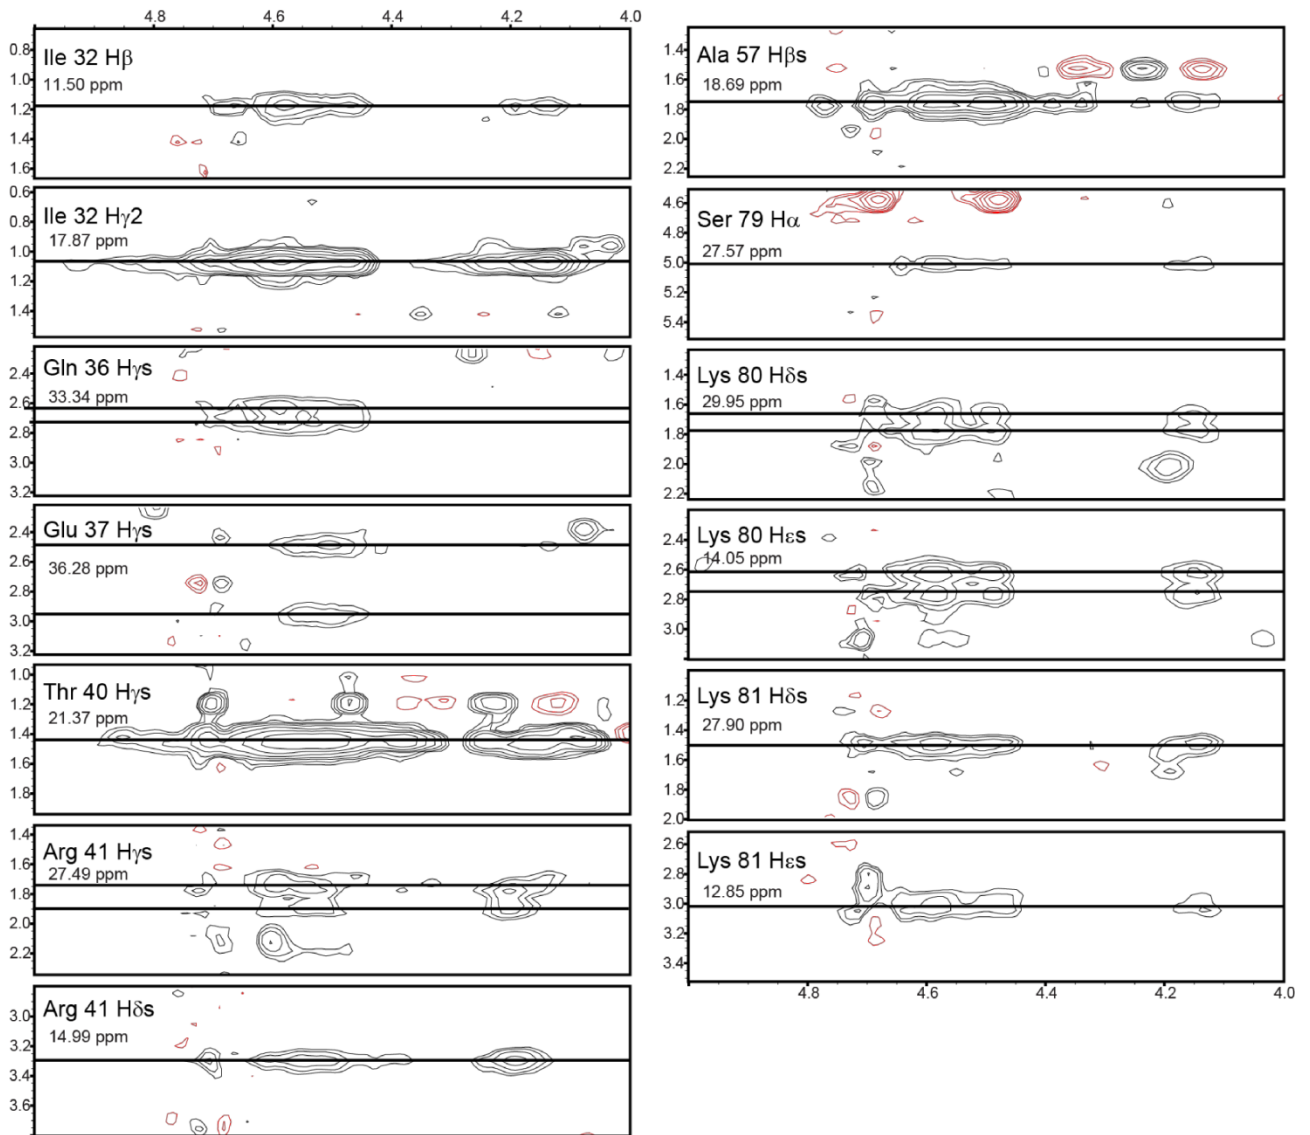 4.8 4.6 4.4 4.2 4.0
Ile 32 Hβ
11.50 ppm
0.8
1.0
1.2
1.4
1.6
Ile 32 Hγ2
17.87 ppm
0.6
0.8
1.0
1.2
1.4
Gln 36 Hγs
33.34 ppm
2.4
2.6
2.8
3.0
3.2
Glu 37 Hγs
36.28 ppm
2.4
2.6
2.8
3.0
3.2
Thr 40 Hγs
21.37 ppm
1.0
1.2
1.4
1.6
1.8
Arg 41 Hγs
27.49 ppm
1.4
1.6
1.8
2.0
2.2
Arg 41 Hδs
14.99 ppm
3.0
3.2
3.4
3.6
Ala 57 Hβs
18.69 ppm
1.4
1.6
1.8
2.0
2.2
Ser 79 Hα
27.57 ppm
4.6
4.8
5.0
5.2
5.4
Lys 80 Hδs
29.95 ppm
1.6
1.8
2.0
2.2
Lys 80 Hεs
14.05 ppm
2.4
2.6
2.8
3.0
Lys 81 Hδs
27.90 ppm
1.2
1.4
1.6
1.8
2.0
Lys 81 Hεs
12.85 ppm
2.6
2.8
3.0
3.2
3.4
4.8 4.6 4.4 4.2 4.0